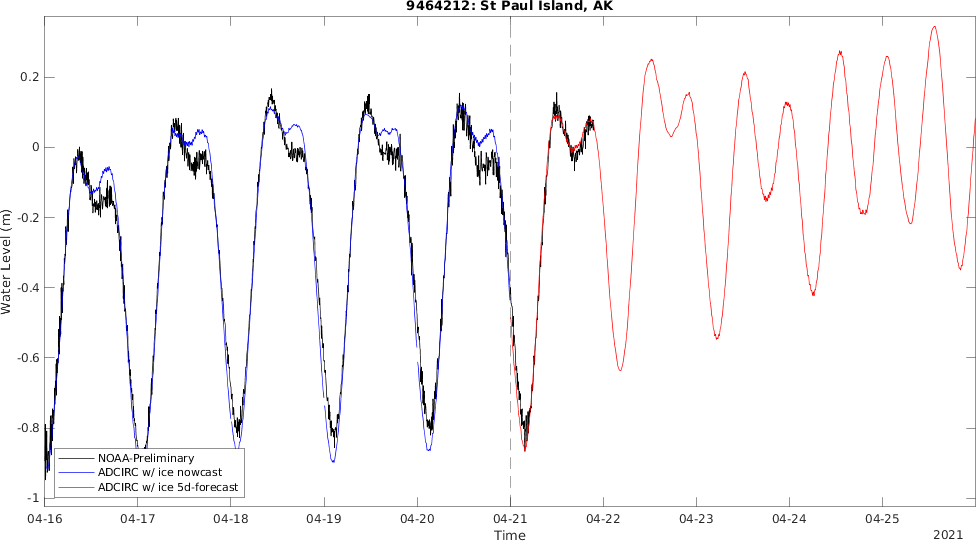 9464212: St Paul Island, AK
Water Level (m)
0.2
0
-0.2
-0.4
-0.6
-0.8
-1
NOAA-Preliminary
ADCIRC w/ ice nowcast
ADCIRC w/ ice 5d-forecast
04-16 04-17 04-18 04-19 04-20 04-21 04-22 04-23 04-24 04-25
Time
2021